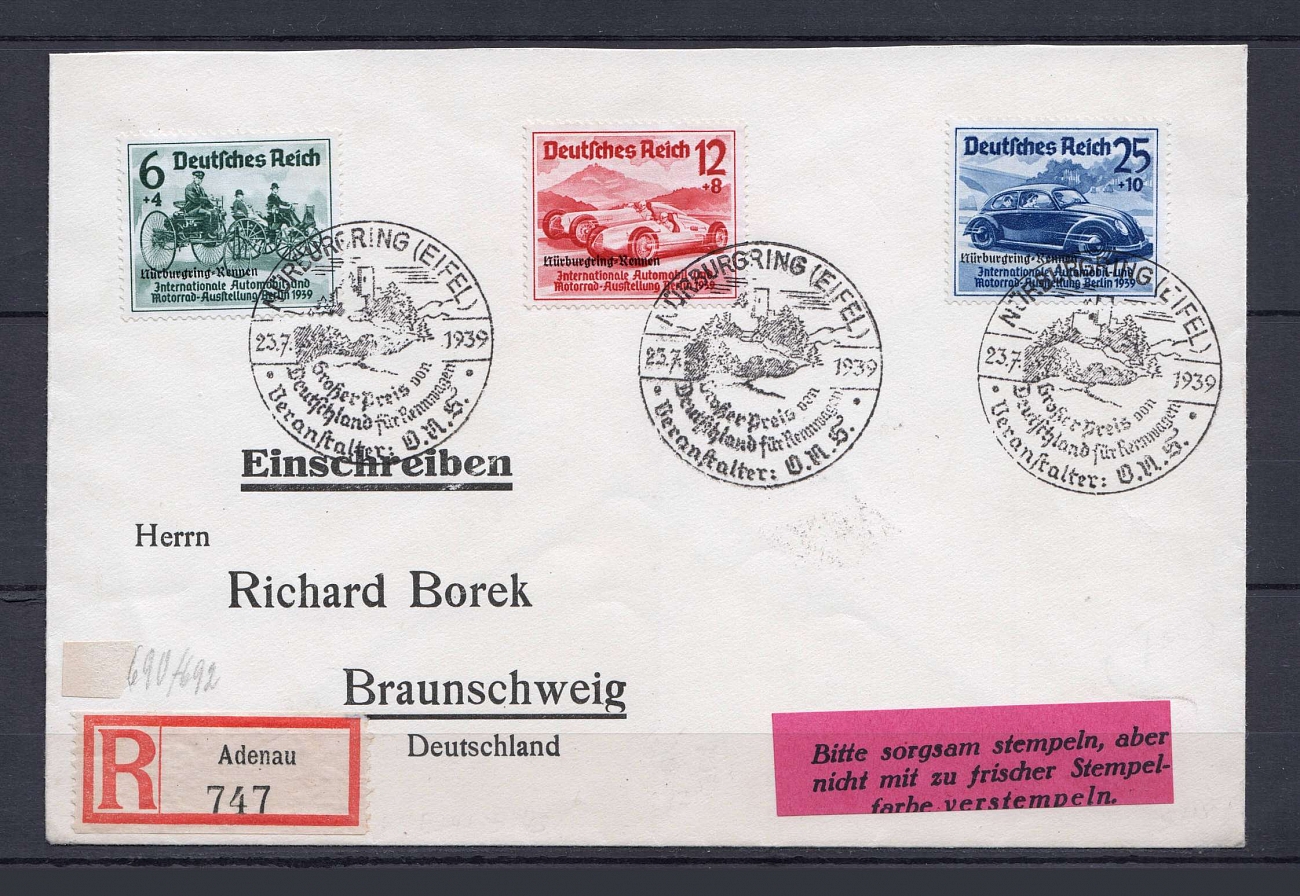 6 Deutsches Reich
+4
Nürburgring-Rennen
Internationale Automobil-und
Motorrad-Ausstellung Berlin 1939
Deutsches Reich 12
+8
Nürburgring-Rennen
Internationale Automobil-und
Motorrad-Ausstellung Berlin 1939
Deutsches Reich 25
+10
Nürburgring-Rennen
Internationale Automobil-und
Motorrad-Ausstellung Berlin 1939
NÜRBURGRING (EIFEL)
23.7. 1939
Großer Preis von
Deutschland für Rennwagen
Veranstalter: O.N.S.
NÜRBURGRING (EIFEL)
23.7. 1939
Großer Preis von
Deutschland für Rennwagen
Veranstalter: O.N.S.
NÜRBURGRING (EIFEL)
23.7. 1939
Großer Preis von
Deutschland für Rennwagen
Veranstalter: O.N.S.
Einschreiben
Herrn
Richard Borek
690/692
Braunschweig
Deutschland
R Adenau
747
Bitte sorgsam stempeln, aber
nicht mit zu frischer Stempel-
farbe verstempeln.